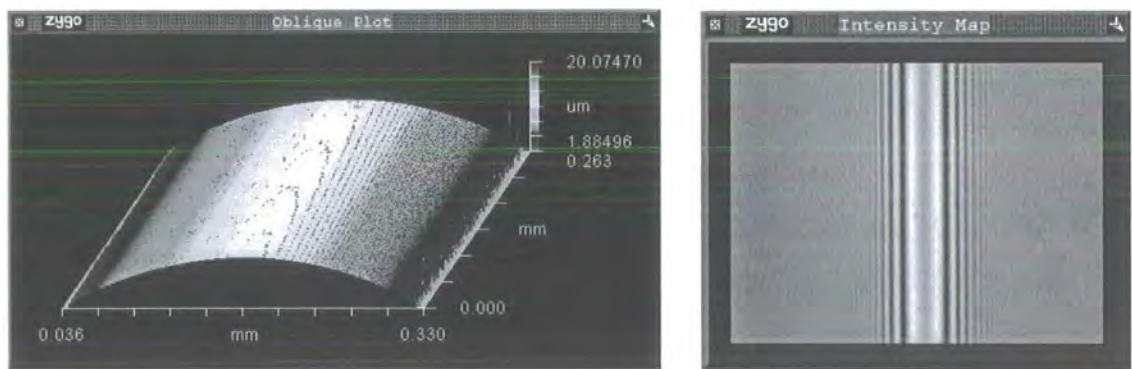 zygo Oblique Plot
20.07470
um
1.88496
0.263
mm
0.000
0.036 mm 0.330
zygo Intensity Map